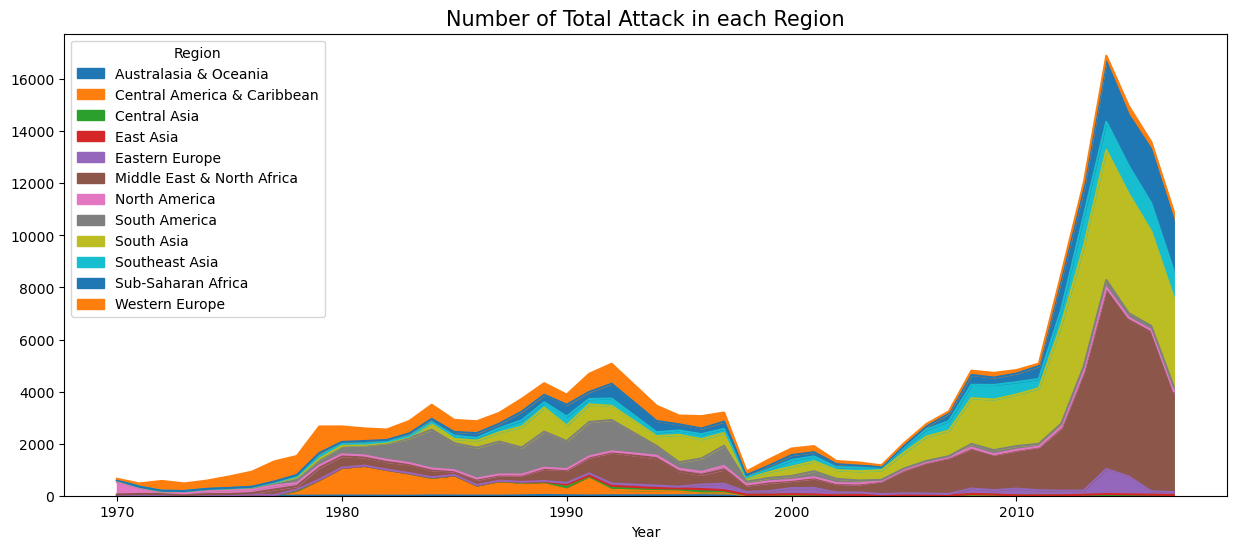 Number of Total Attack in each Region
Region
Australasia & Oceania
Central America & Caribbean
Central Asia
East Asia
Eastern Europe
Middle East & North Africa
North America
South America
South Asia
Southeast Asia
Sub-Saharan Africa
Western Europe
16000
14000
12000
10000
8000
6000
4000
2000
0
1970 1980 1990 2000 2010
Year